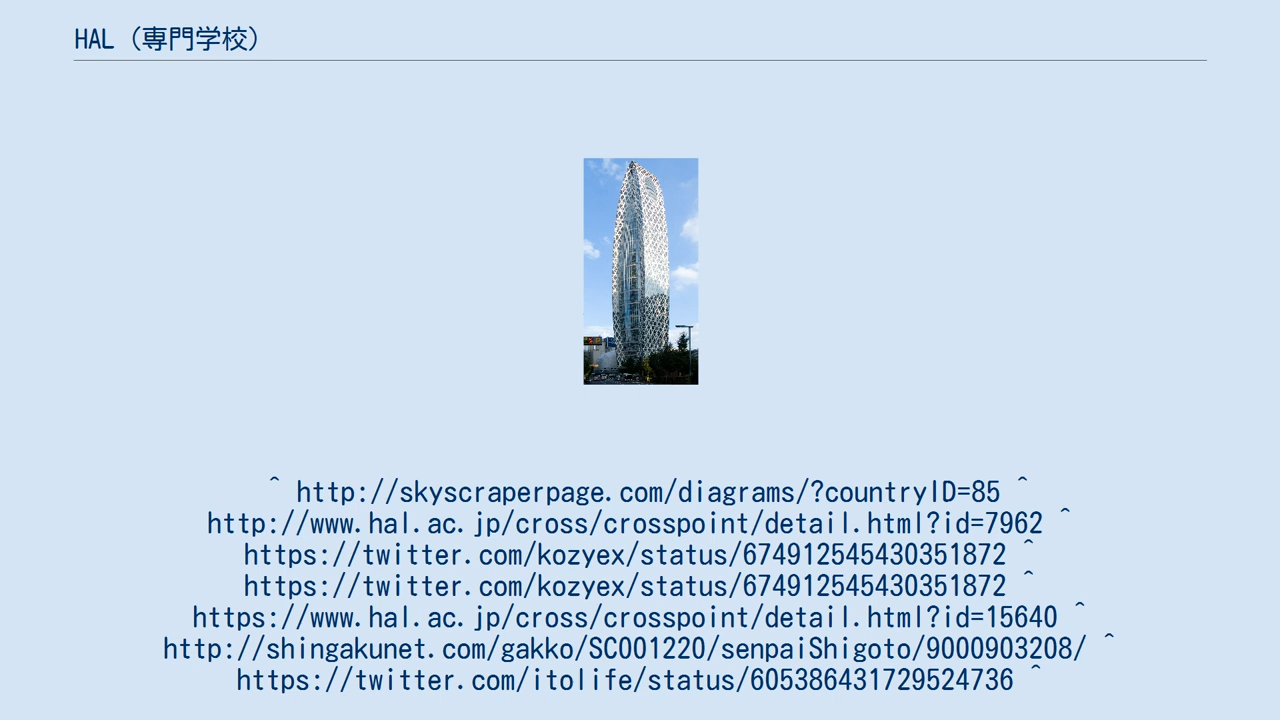 HAL（専門学校）
^ http://skyscraperpage.com/diagrams/?countryID=85 ^
http://www.hal.ac.jp/cross/crosspoint/detail.html?id=7962 ^
https://twitter.com/kozyex/status/674912545430351872 ^
https://twitter.com/kozyex/status/674912545430351872 ^
https://www.hal.ac.jp/cross/crosspoint/detail.html?id=15640 ^
http://shingakunet.com/gakko/SC001220/senpaiShigoto/9000903208/ ^
https://twitter.com/itolife/status/605386431729524736 ^